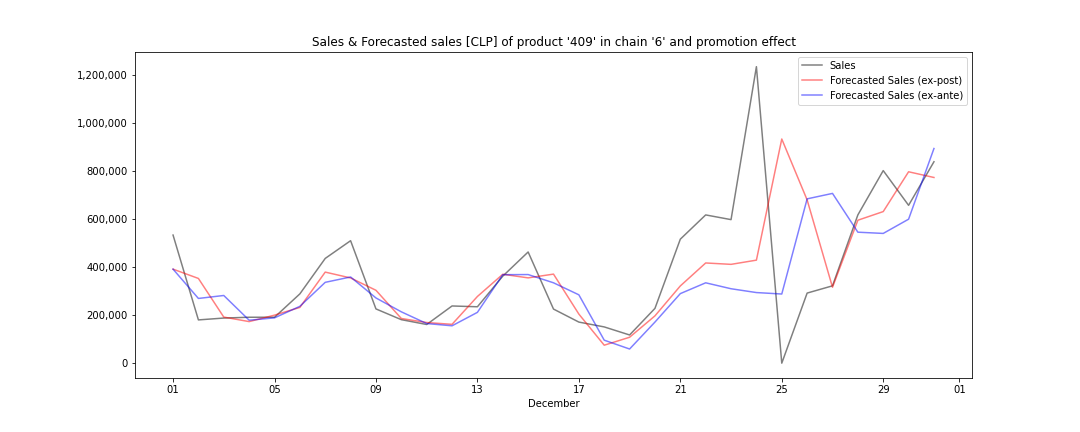 Sales & Forecasted sales [CLP] of product '409' in chain '6' and promotion effect
Sales
Forecasted Sales (ex-post)
Forecasted Sales (ex-ante)
1,200,000
1,000,000
800,000
600,000
400,000
200,000
0
01 05 09 13 17 21 25 29 01
December